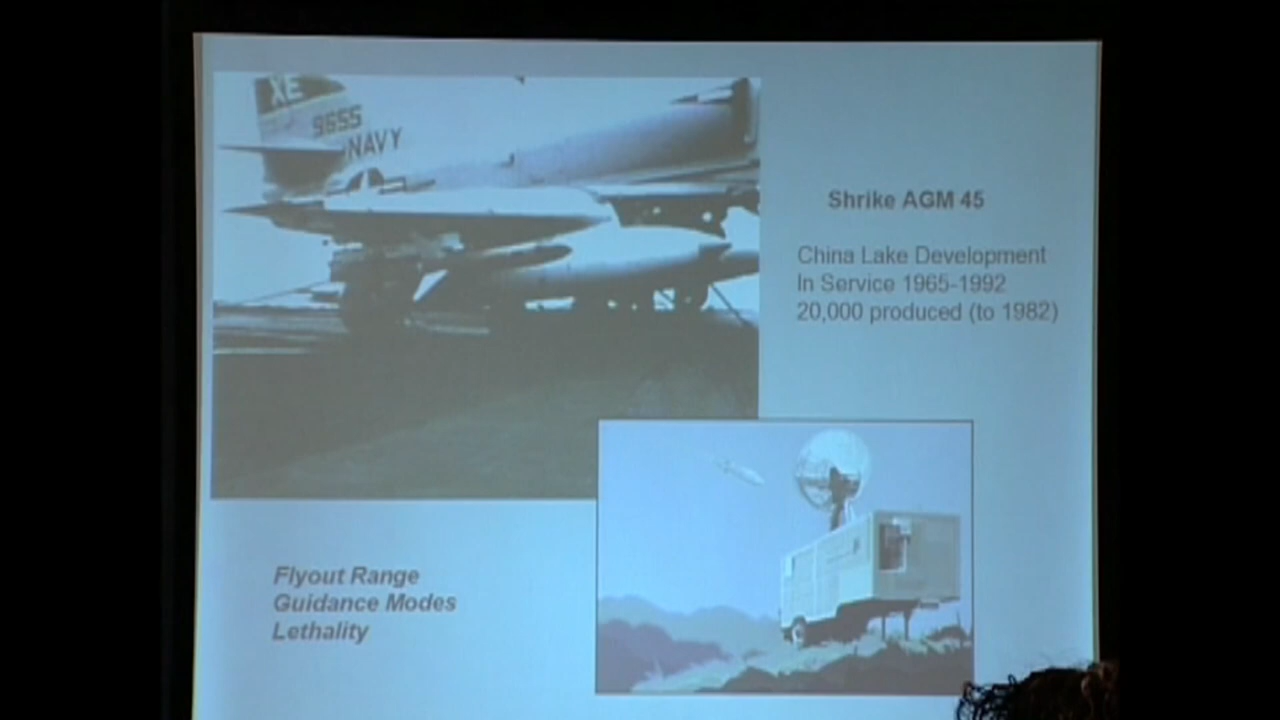 XE
9655
NAVY
Shrike AGM 45
China Lake Development
In Service 1965-1992
20,000 produced (to 1982)
Flyout Range
Guidance Modes
Lethality